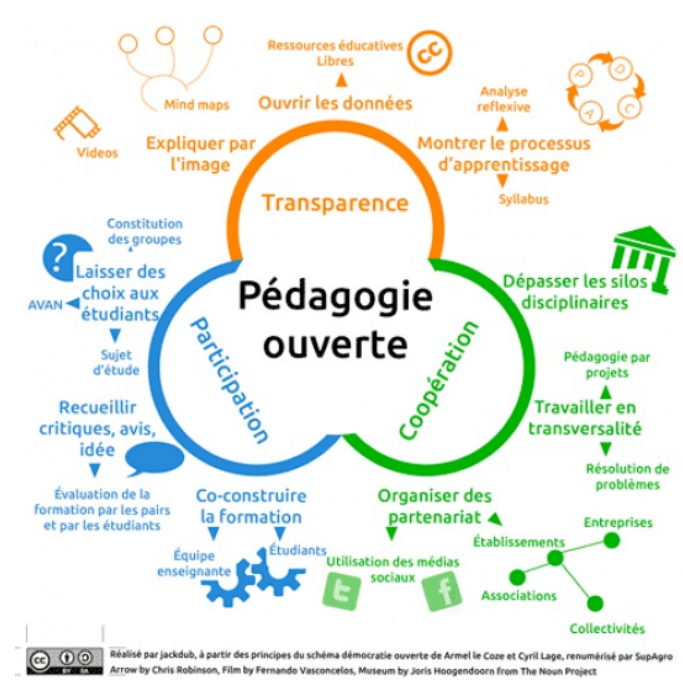 Ressources éducatives
Libres
cc
Mind maps
Ouvrir les données
Analyse
reflexive
P
D
C
A
Videos
Expliquer par
l'image
Montrer le processus
d'apprentissage
Syllabus
Transparence
Constitution
des groupes
?
Laisser des
choix aux
étudiants
AVAN
Sujet
d'étude
Pédagogie
ouverte
Participation
Coopération
Dépasser les silos
disciplinaires
Pédagogie par
projets
Travailler en
transversalité
Résolution de
problèmes
Recueillir
critiques, avis,
idée
Évaluation de la
formation par les pairs
et par les étudiants
Co-construire
la formation
Équipe
enseignante
Étudiants
Organiser des
partenariat
Utilisation des médias
sociaux
t
f
Établissements
Entreprises
Associations
Collectivités
cc
BY SA
Réalisé par jackdub, à partir des principes du schéma démocratie ouverte de Armel le Coze et Cyril Lage, renumérisé par SupAgro
Arrow by Chris Robinson, Film by Fernando Vasconcelos, Museum by Joris Hoogendoorn from The Noun Project